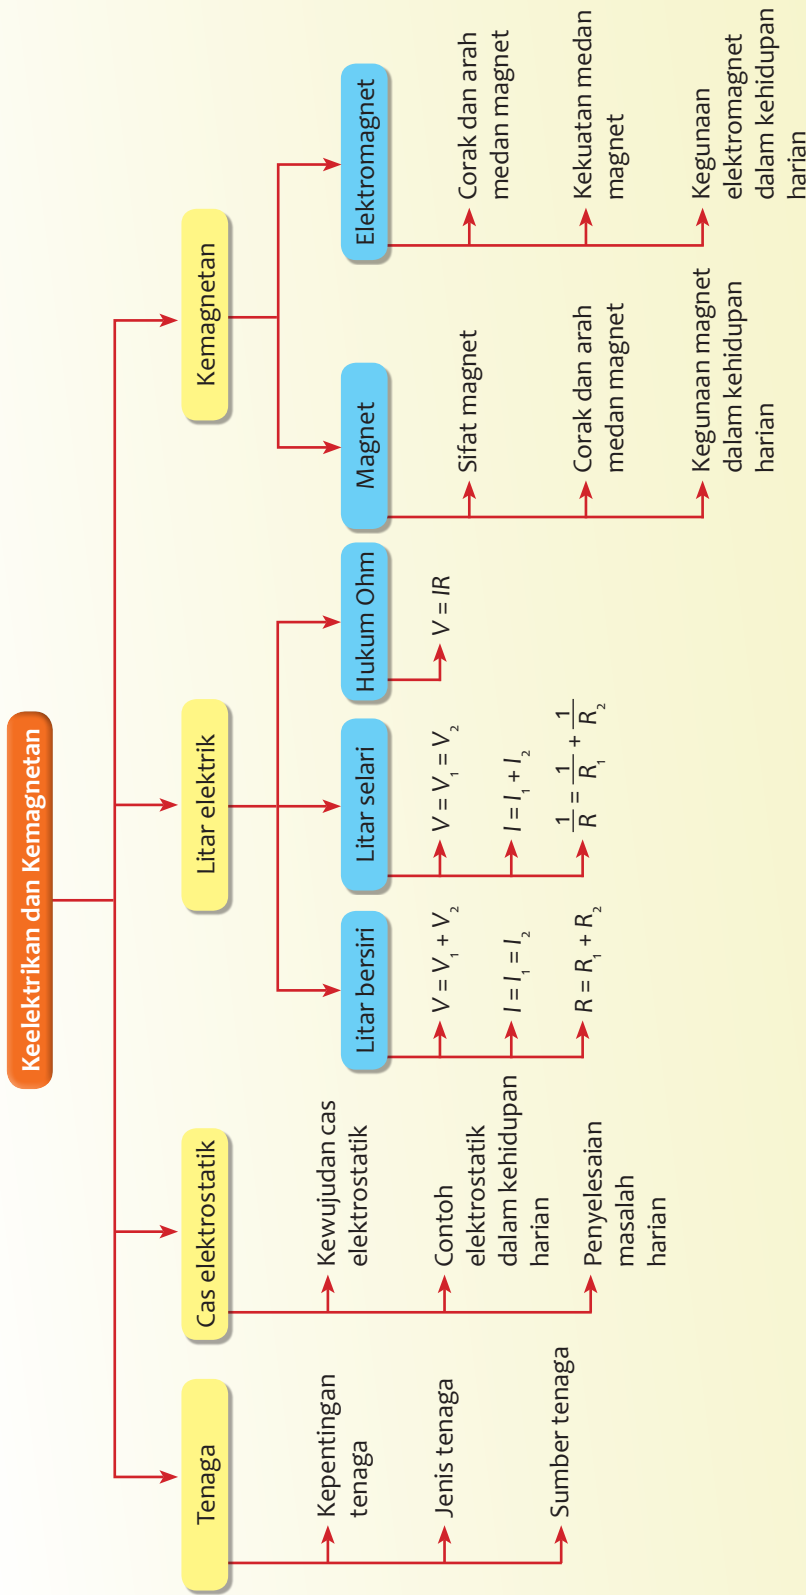 Keelektrikan dan Kemagnetan
Tenaga
Kepentingan
tenaga
Jenis tenaga
Sumber tenaga
Cas elektrostatik
Kewujudan cas
elektrostatik
Contoh
elektrostatik
dalam kehidupan
harian
Penyelesaian
masalah
harian
Litar elektrik
Litar bersiri
V = V₁ + V₂
I = I₁ = I₂
R = R₁ + R₂
Litar selari
V = V₁ = V₂
I = I₁ + I₂
1/R = 1/R₁ + 1/R₂
Hukum Ohm
V = IR
Kemagnetan
Magnet
Sifat magnet
Corak dan arah
medan magnet
Kegunaan magnet
dalam kehidupan
harian
Elektromagnet
Corak dan arah
medan magnet
Kekuatan medan
magnet
Kegunaan
elektromagnet
dalam kehidupan
harian